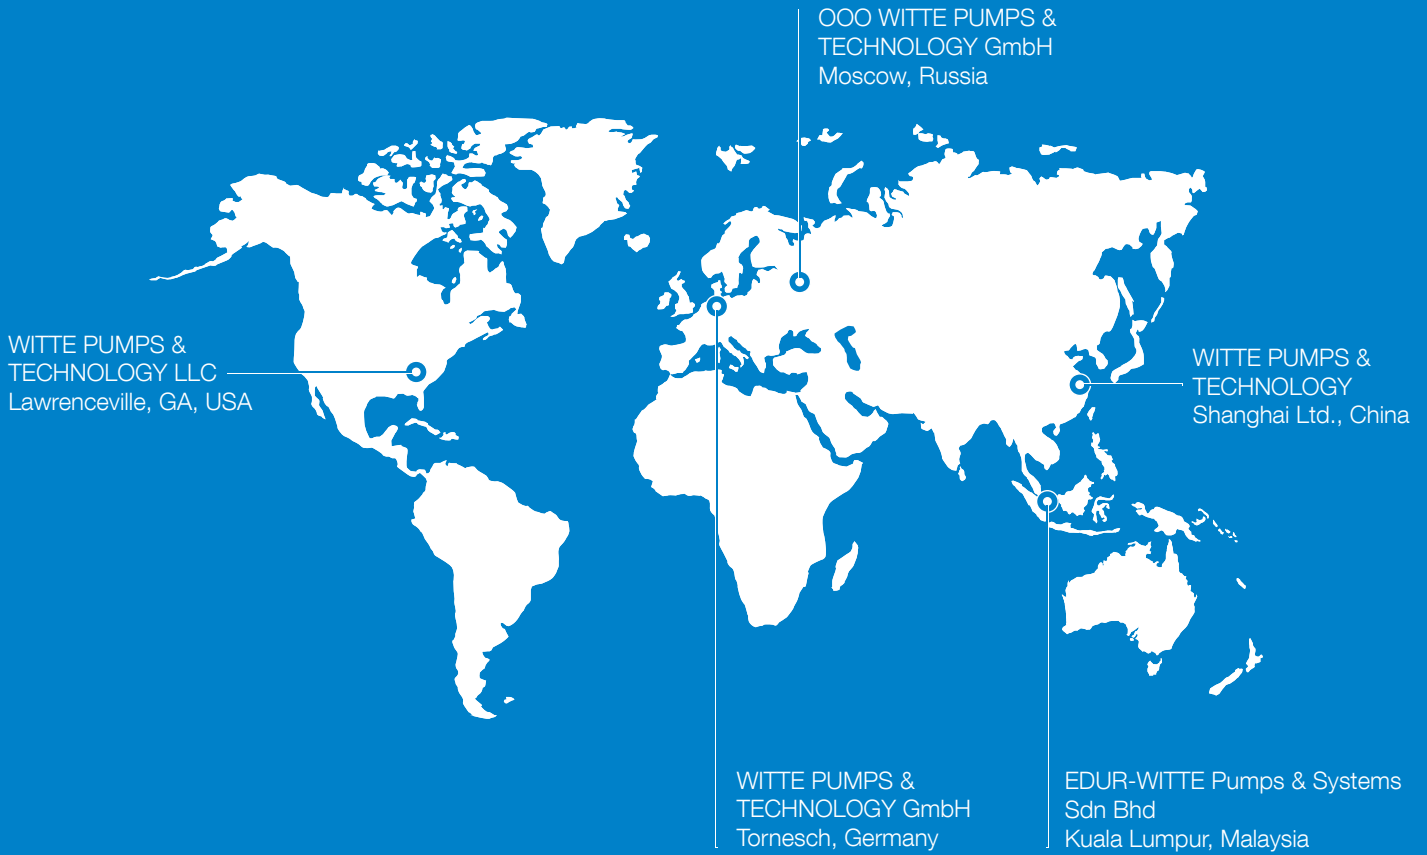 OOO WITTE PUMPS &
TECHNOLOGY GmbH
Moscow, Russia
WITTE PUMPS &
TECHNOLOGY LLC
Lawrenceville, GA, USA
WITTE PUMPS &
TECHNOLOGY
Shanghai Ltd., China
WITTE PUMPS &
TECHNOLOGY GmbH
Tornesch, Germany
EDUR-WITTE Pumps & Systems
Sdn Bhd
Kuala Lumpur, Malaysia